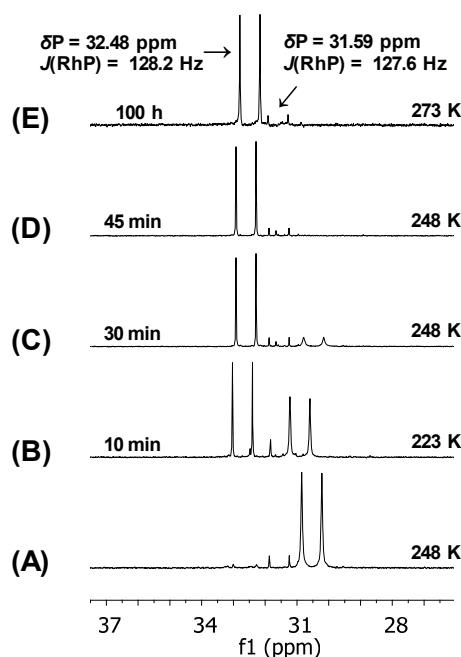 δP = 32.48 ppm
J(RhP) = 128.2 Hz
δP = 31.59 ppm
J(RhP) = 127.6 Hz
(E)
100 h
273 K
(D)
45 min
248 K
(C)
30 min
248 K
(B)
10 min
223 K
(A)
248 K
37
33
31
28
f1 (ppm)